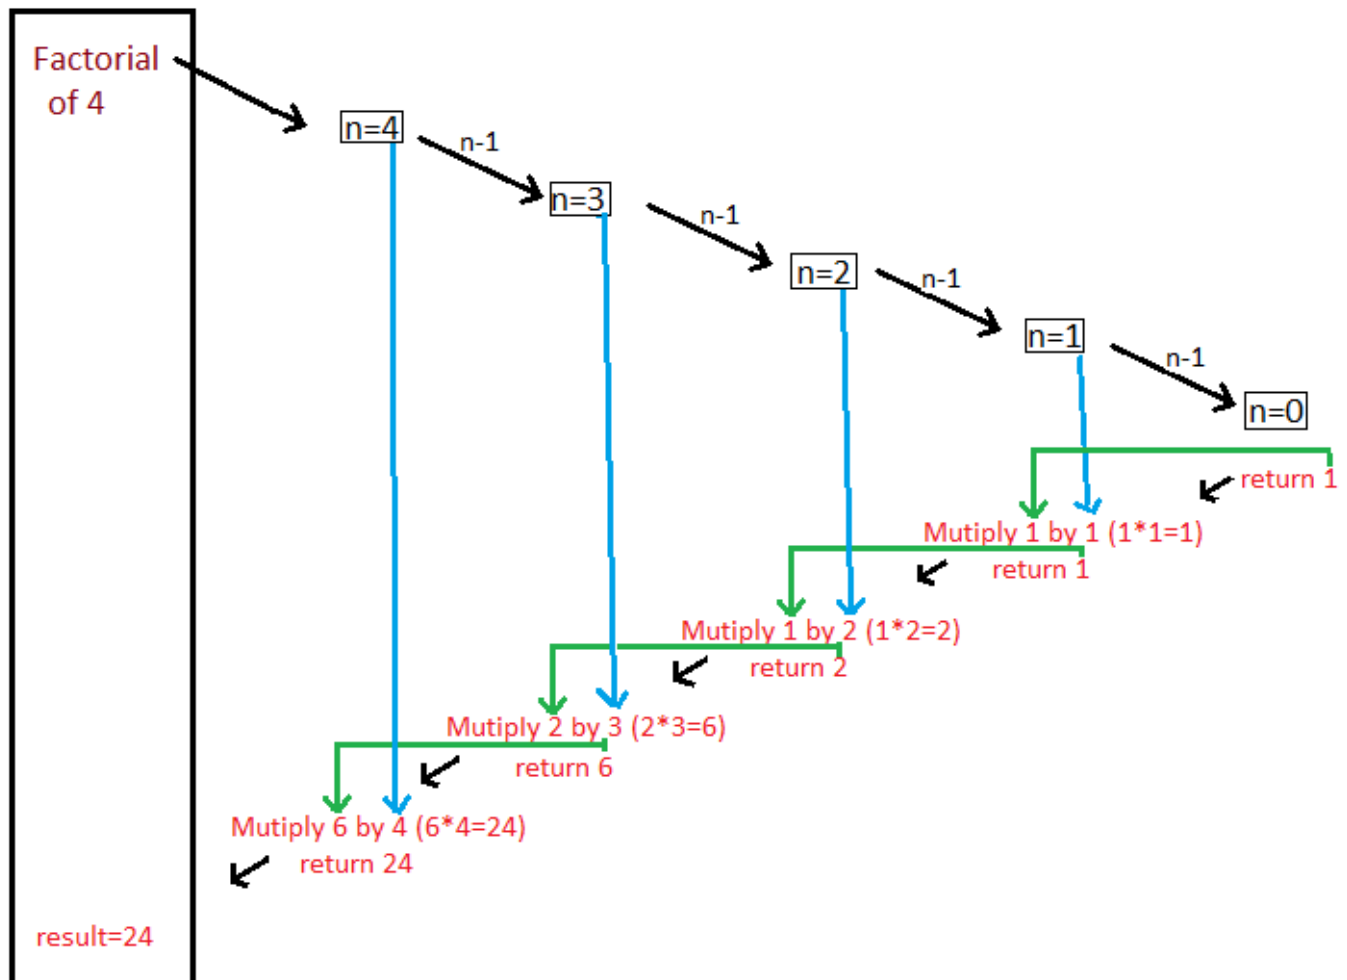 Factorial
of 4
n=4
n-1
n=3
n-1
n=2
n-1
n=1
n-1
n=0
return 1
Mutiply 1 by 1 (1*1=1)
return 1
Mutiply 1 by 2 (1*2=2)
return 2
Mutiply 2 by 3 (2*3=6)
return 6
Mutiply 6 by 4 (6*4=24)
return 24
result=24